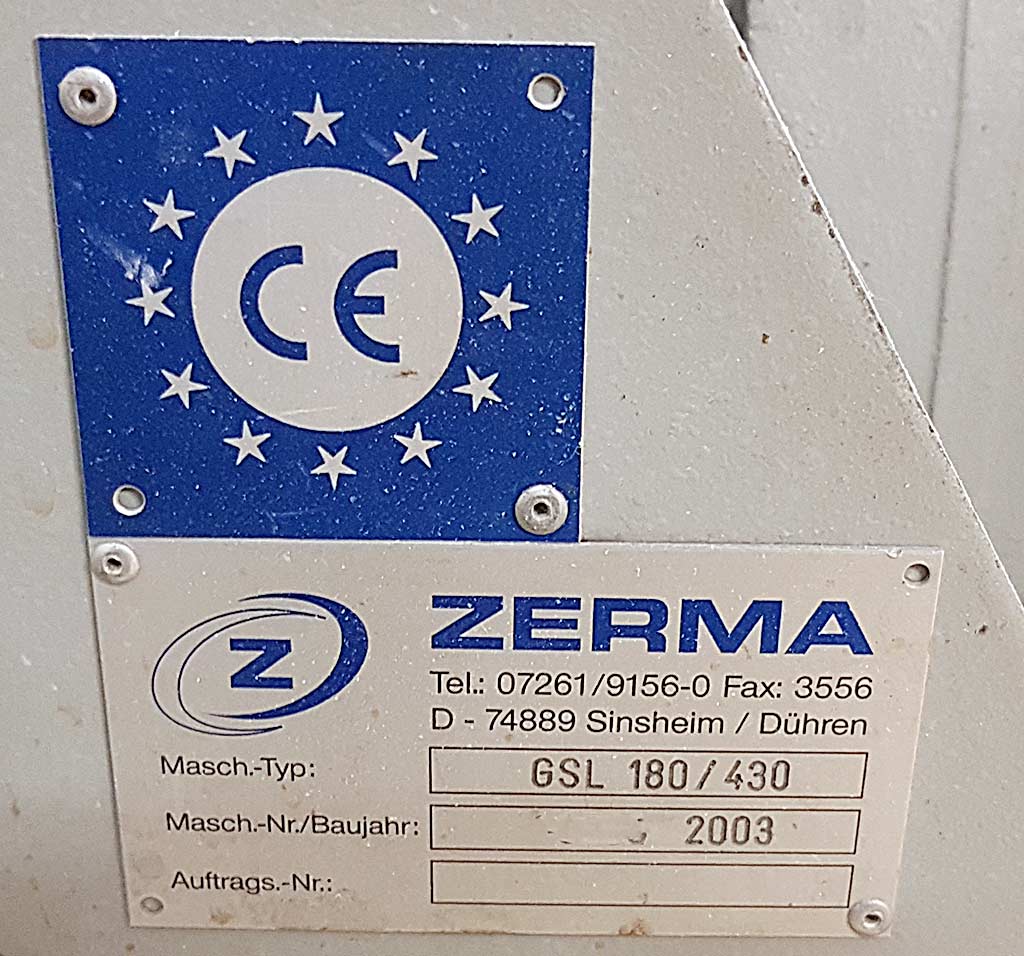 CE
Z
ZERMA
Tel.: 07261/9156-0 Fax: 3556
D - 74889 Sinsheim / Dühren
Masch.-Typ: GSL 180/430
Masch.-Nr./Baujahr: 2003
Auftrags.-Nr.: